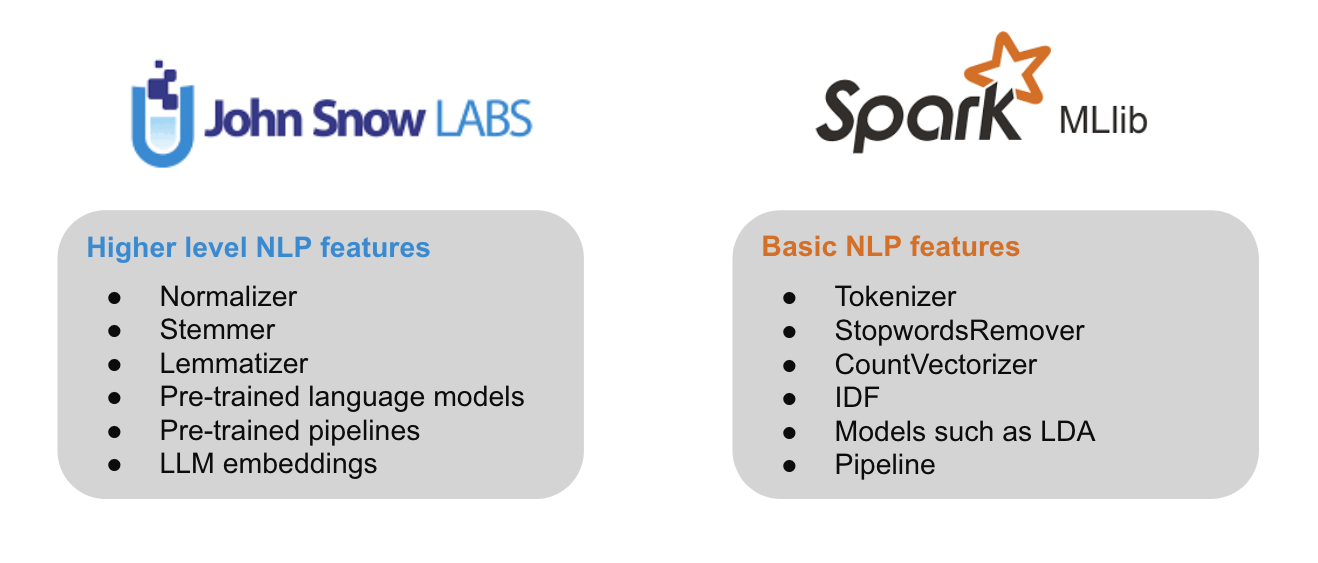 John Snow LABS
Spark MLlib
Higher level NLP features
● Normalizer
● Stemmer
● Lemmatizer
● Pre-trained language models
● Pre-trained pipelines
● LLM embeddings
Basic NLP features
● Tokenizer
● StopwordsRemover
● CountVectorizer
● IDF
● Models such as LDA
● Pipeline